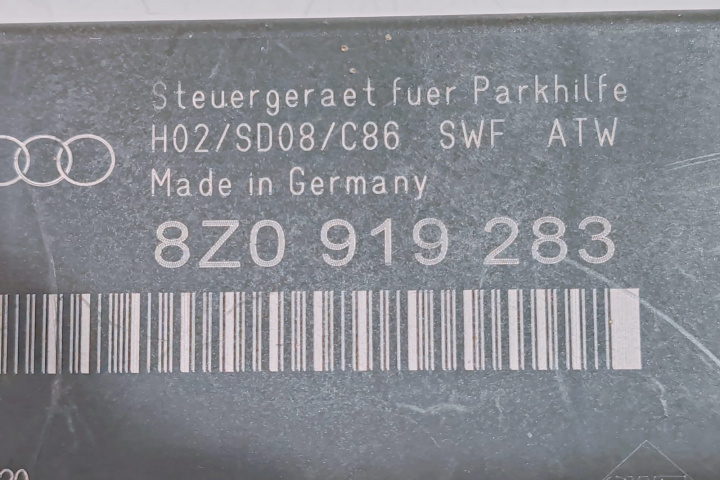 Steuergeraet fuer Parkhilfe
H02/SD08/C86 SWF ATW
Made in Germany
8Z0 919 283